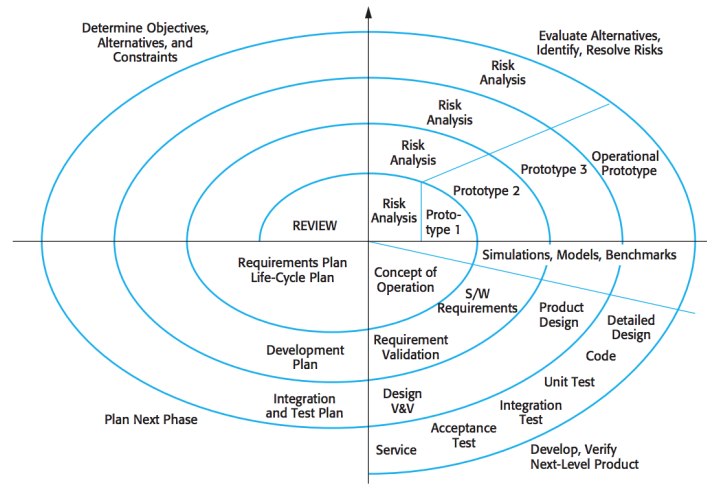 Determine Objectives,
Alternatives, and
Constraints
Evaluate Alternatives,
Identify, Resolve Risks
Risk
Analysis
Risk
Analysis
Risk
Analysis
Operational
Prototype
Prototype 3
Prototype 2
Risk
Analysis
Proto-
type 1
REVIEW
Simulations, Models, Benchmarks
Requirements Plan
Life-Cycle Plan
Concept of
Operation
S/W
Requirements
Product
Design
Detailed
Design
Development
Plan
Requirement
Validation
Code
Unit Test
Integration
and Test Plan
Design
V&V
Integration
Test
Plan Next Phase
Acceptance
Test
Service
Develop, Verify
Next-Level Product